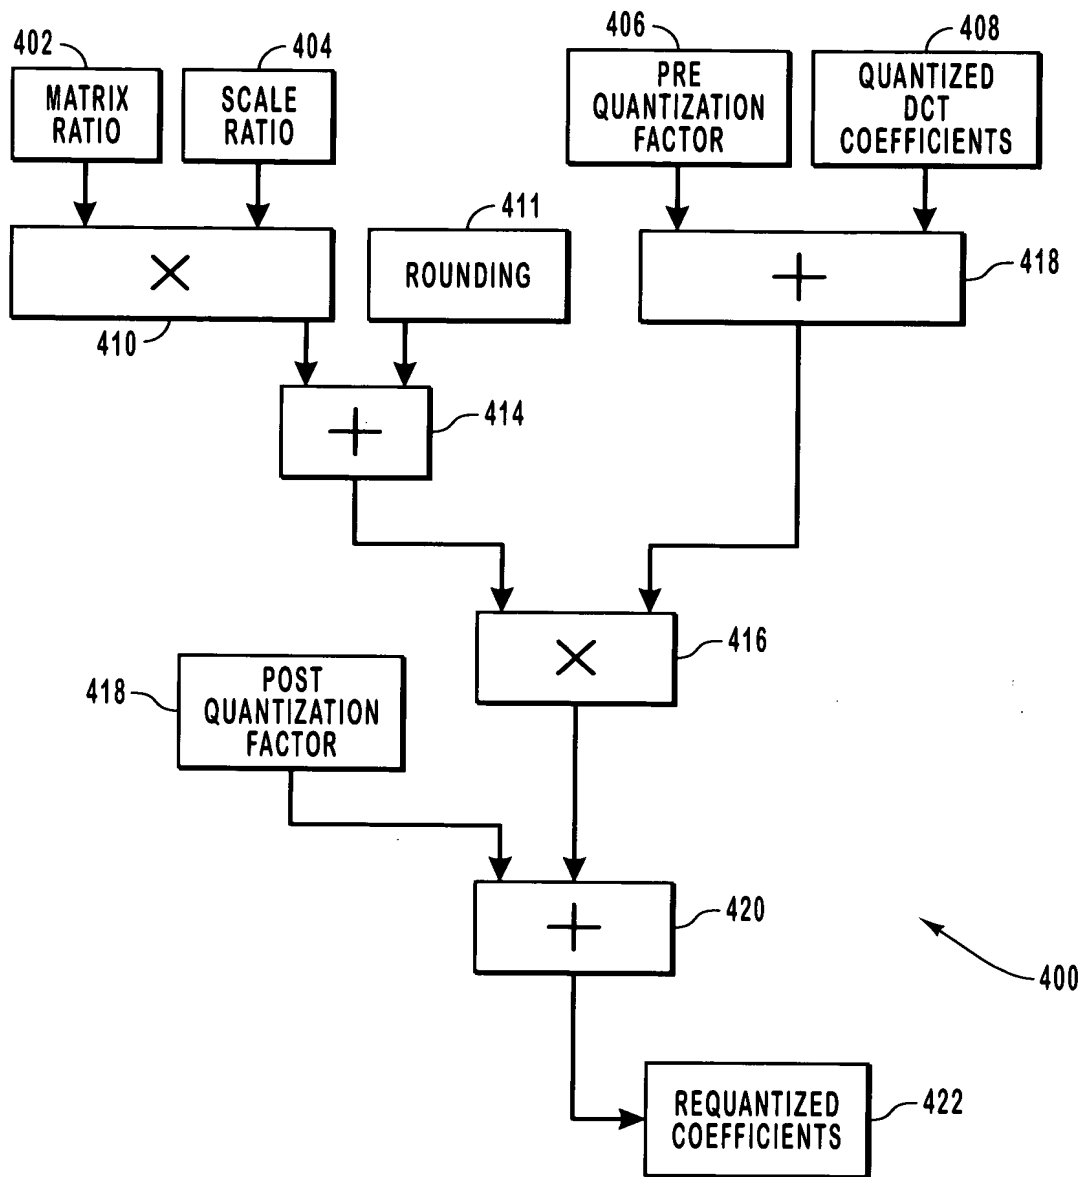 402
404
406
408
MATRIX
RATIO
SCALE
RATIO
PRE
QUANTIZATION
FACTOR
QUANTIZED
DCT
COEFFICIENTS
×
410
411
ROUNDING
+
418
+
414
×
416
418
POST
QUANTIZATION
FACTOR
+
420
400
REQUANTIZED
COEFFICIENTS
422